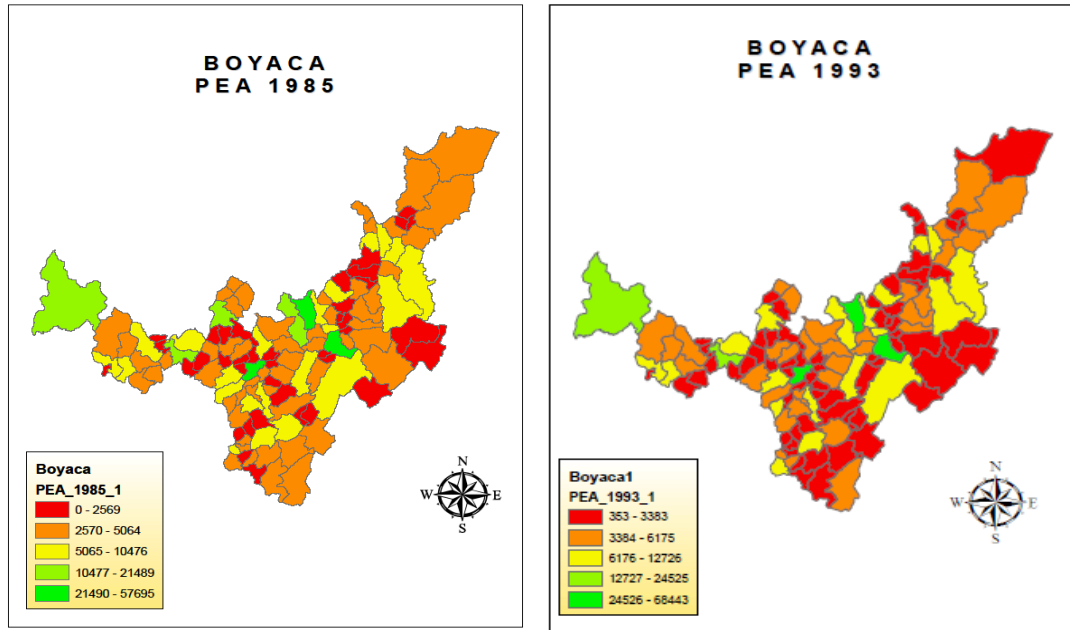 BOYACA
PEA 1985
Boyaca
PEA_1985_1
0 - 2569
2570 - 5064
5065 - 10476
10477 - 21489
21490 - 57695
N
W E
S
BOYACA
PEA 1993
Boyaca1
PEA_1993_1
353 - 3383
3384 - 6175
6176 - 12726
12727 - 24525
24526 - 68443
N
W E
S